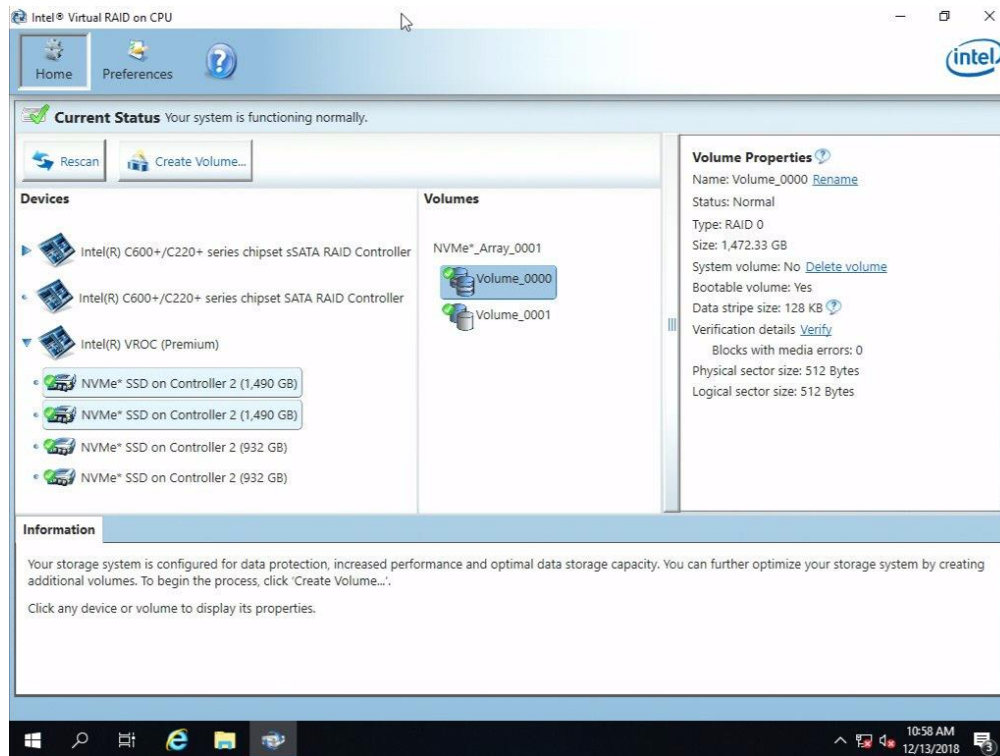 Intel® Virtual RAID on CPU
Home
Preferences
intel
Current Status Your system is functioning normally.
Rescan
Create Volume...
Devices
Intel(R) C600+/C220+ series chipset sSATA RAID Controller
Intel(R) C600+/C220+ series chipset SATA RAID Controller
Intel(R) VROC (Premium)
NVMe* SSD on Controller 2 (1,490 GB)
NVMe* SSD on Controller 2 (1,490 GB)
NVMe* SSD on Controller 2 (932 GB)
NVMe* SSD on Controller 2 (932 GB)
Volumes
NVMe*_Array_0001
Volume_0000
Volume_0001
Volume Properties ?
Name: Volume_0000 Rename
Status: Normal
Type: RAID 0
Size: 1,472.33 GB
System volume: No Delete volume
Bootable volume: Yes
Data stripe size: 128 KB ?
Verification details Verify
Blocks with media errors: 0
Physical sector size: 512 Bytes
Logical sector size: 512 Bytes
Information
Your storage system is configured for data protection, increased performance and optimal data storage capacity. You can further optimize your storage system by creating
additional volumes. To begin the process, click 'Create Volume...'.
Click any device or volume to display its properties.
10:58 AM
12/13/2018
3